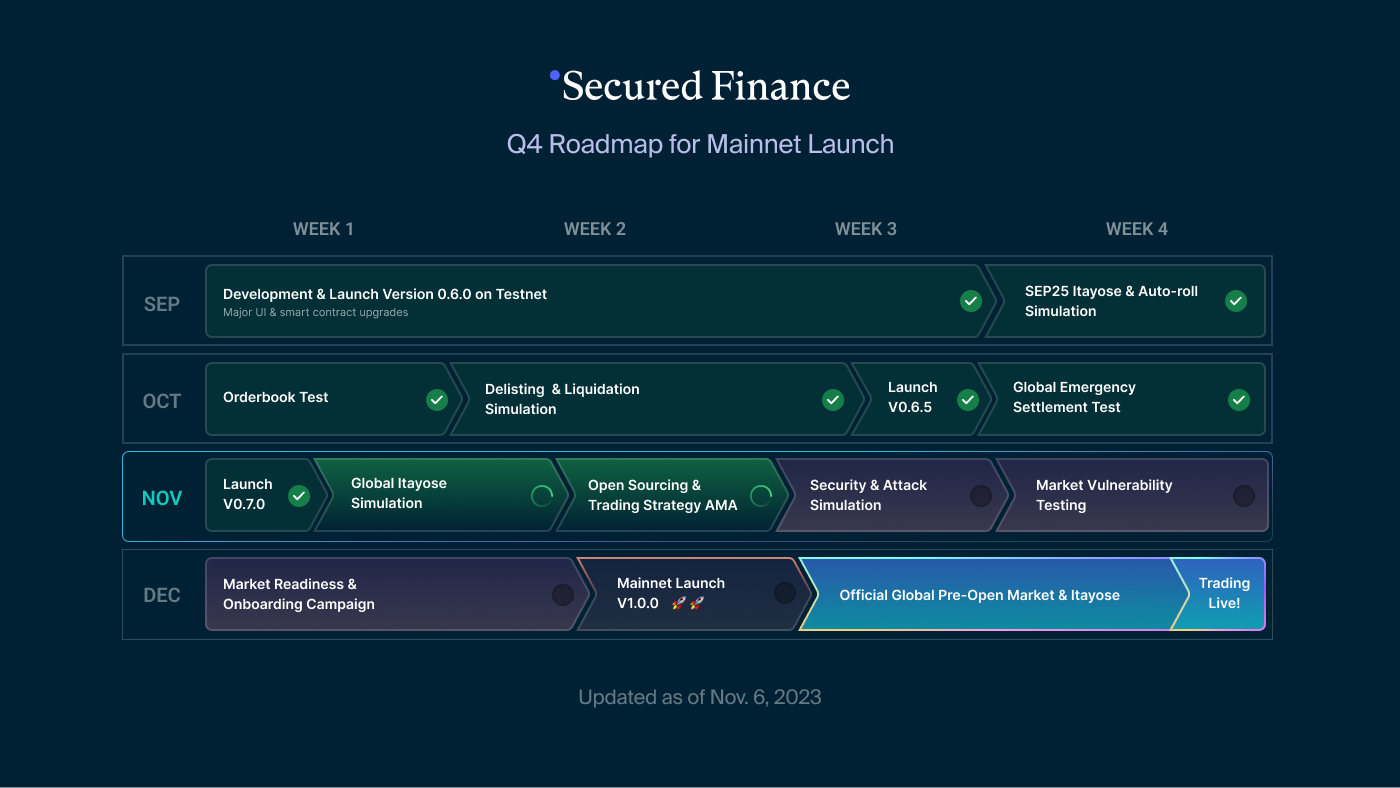 Secured Finance
Q4 Roadmap for Mainnet Launch
WEEK 1 WEEK 2 WEEK 3 WEEK 4
SEP
Development & Launch Version 0.6.0 on Testnet
Major UI & smart contract upgrades
SEP25 Itayose & Auto-roll
Simulation
OCT
Orderbook Test
Delisting & Liquidation
Simulation
Launch
V0.6.5
Global Emergency
Settlement Test
NOV
Launch
V0.7.0
Global Itayose
Simulation
Open Sourcing &
Trading Strategy AMA
Security & Attack
Simulation
Market Vulnerability
Testing
DEC
Market Readiness &
Onboarding Campaign
Mainnet Launch
V1.0.0 🚀🚀
Official Global Pre-Open Market & Itayose
Trading
Live!
Updated as of Nov. 6, 2023